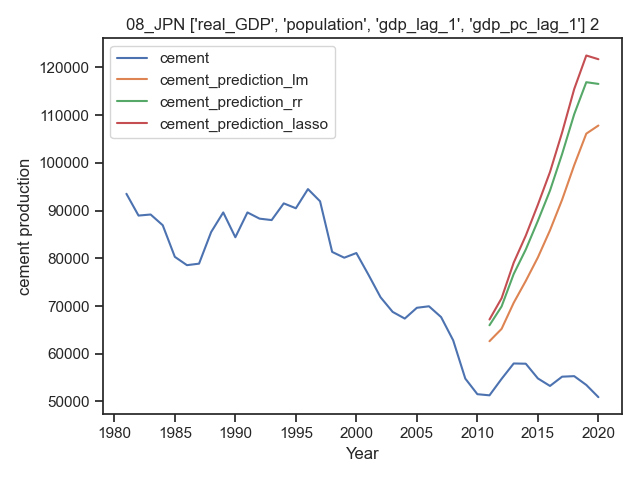 08_JPN ['real_GDP', 'population', 'gdp_lag_1', 'gdp_pc_lag_1'] 2
cement
cement_prediction_lm
cement_prediction_rr
cement_prediction_lasso
cement production
120000
110000
100000
90000
80000
70000
60000
50000
1980 1985 1990 1995 2000 2005 2010 2015 2020
Year